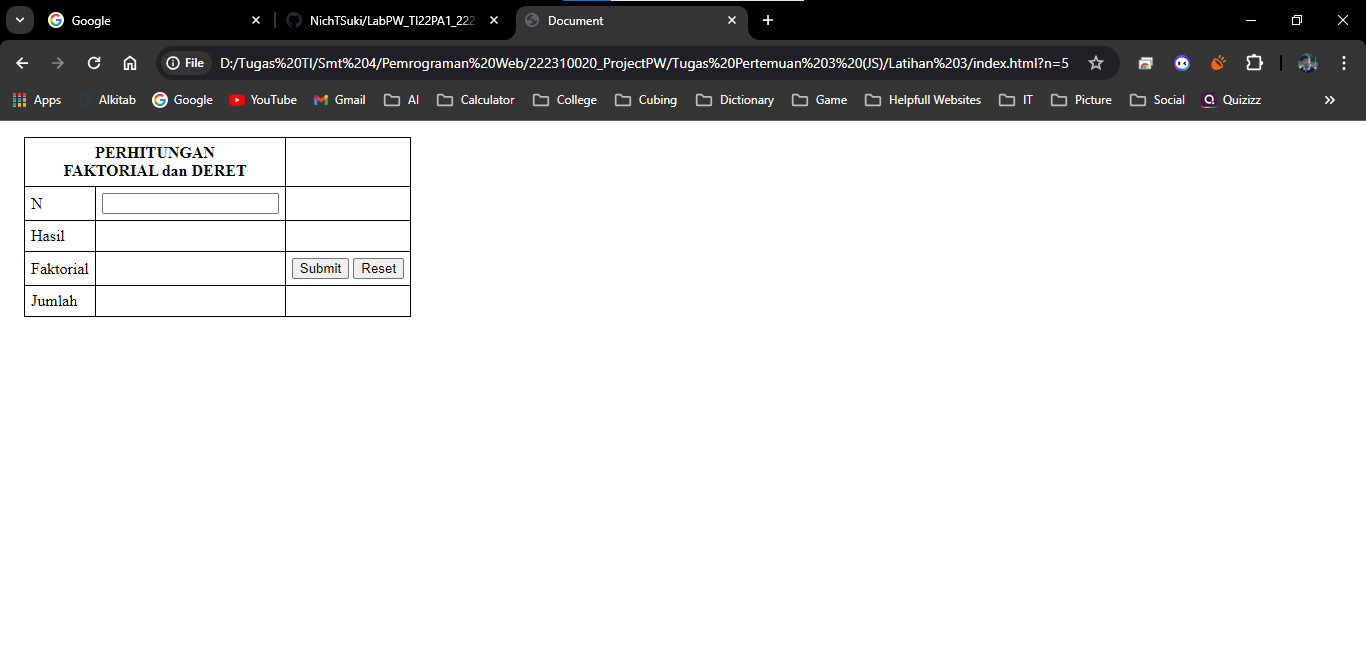 Google
NichTSuki/LabPW_TI22PA1_222
Document
File
D:/Tugas%20TI/Smt%204/Pemrograman%20Web/222310020_ProjectPW/Tugas%20Pertemuan%203%20(JS)/Latihan%203/index.html?n=5
Apps Alkitab Google YouTube Gmail AI Calculator College Cubing Dictionary Game Helpfull Websites IT Picture Social Quizizz
PERHITUNGAN
FAKTORIAL dan DERET
N
Hasil
Faktorial Submit Reset
Jumlah